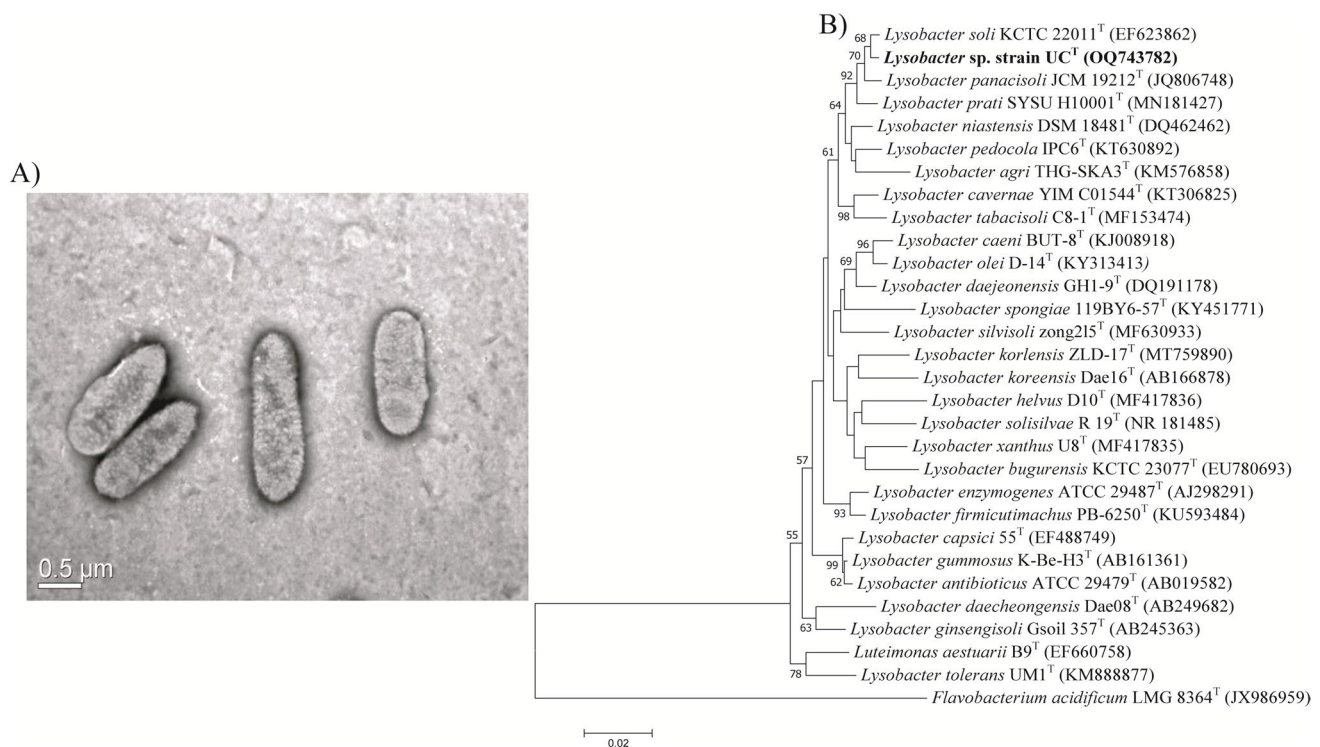 A)
0.5 µm
B)
Lysobacter soli KCTC 22011T (EF623862)
68
Lysobacter sp. strain UCT (OQ743782)
70
Lysobacter panacisoli JCM 19212T (JQ806748)
92
Lysobacter prati SYSU H10001T (MN181427)
64
Lysobacter niastensis DSM 18481T (DQ462462)
Lysobacter pedocola IPC6T (KT630892)
61
Lysobacter agri THG-SKA3T (KM576858)
Lysobacter cavernae YIM C01544T (KT306825)
98
Lysobacter tabacisoli C8-1T (MF153474)
Lysobacter caeni BUT-8T (KJ008918)
96
Lysobacter olei D-14T (KY313413)
69
Lysobacter daejeonensis GH1-9T (DQ191178)
Lysobacter spongiae 119BY6-57T (KY451771)
Lysobacter silvisoli zong2l5T (MF630933)
Lysobacter korlensis ZLD-17T (MT759890)
Lysobacter koreensis Dae16T (AB166878)
Lysobacter helvus D10T (MF417836)
Lysobacter solisilvae R 19T (NR 181485)
Lysobacter xanthus U8T (MF417835)
57
Lysobacter bugurensis KCTC 23077T (EU780693)
Lysobacter enzymogenes ATCC 29487T (AJ298291)
93
Lysobacter firmicutimachus PB-6250T (KU593484)
55
Lysobacter capsici 55T (EF488749)
Lysobacter gummosus K-Be-H3T (AB161361)
99
62
Lysobacter antibioticus ATCC 29479T (AB019582)
Lysobacter daecheongensis Dae08T (AB249682)
63
Lysobacter ginsengisoli Gsoil 357T (AB245363)
Luteimonas aestuarii B9T (EF660758)
78
Lysobacter tolerans UM1T (KM888877)
Flavobacterium acidificum LMG 8364T (JX986959)
0.02